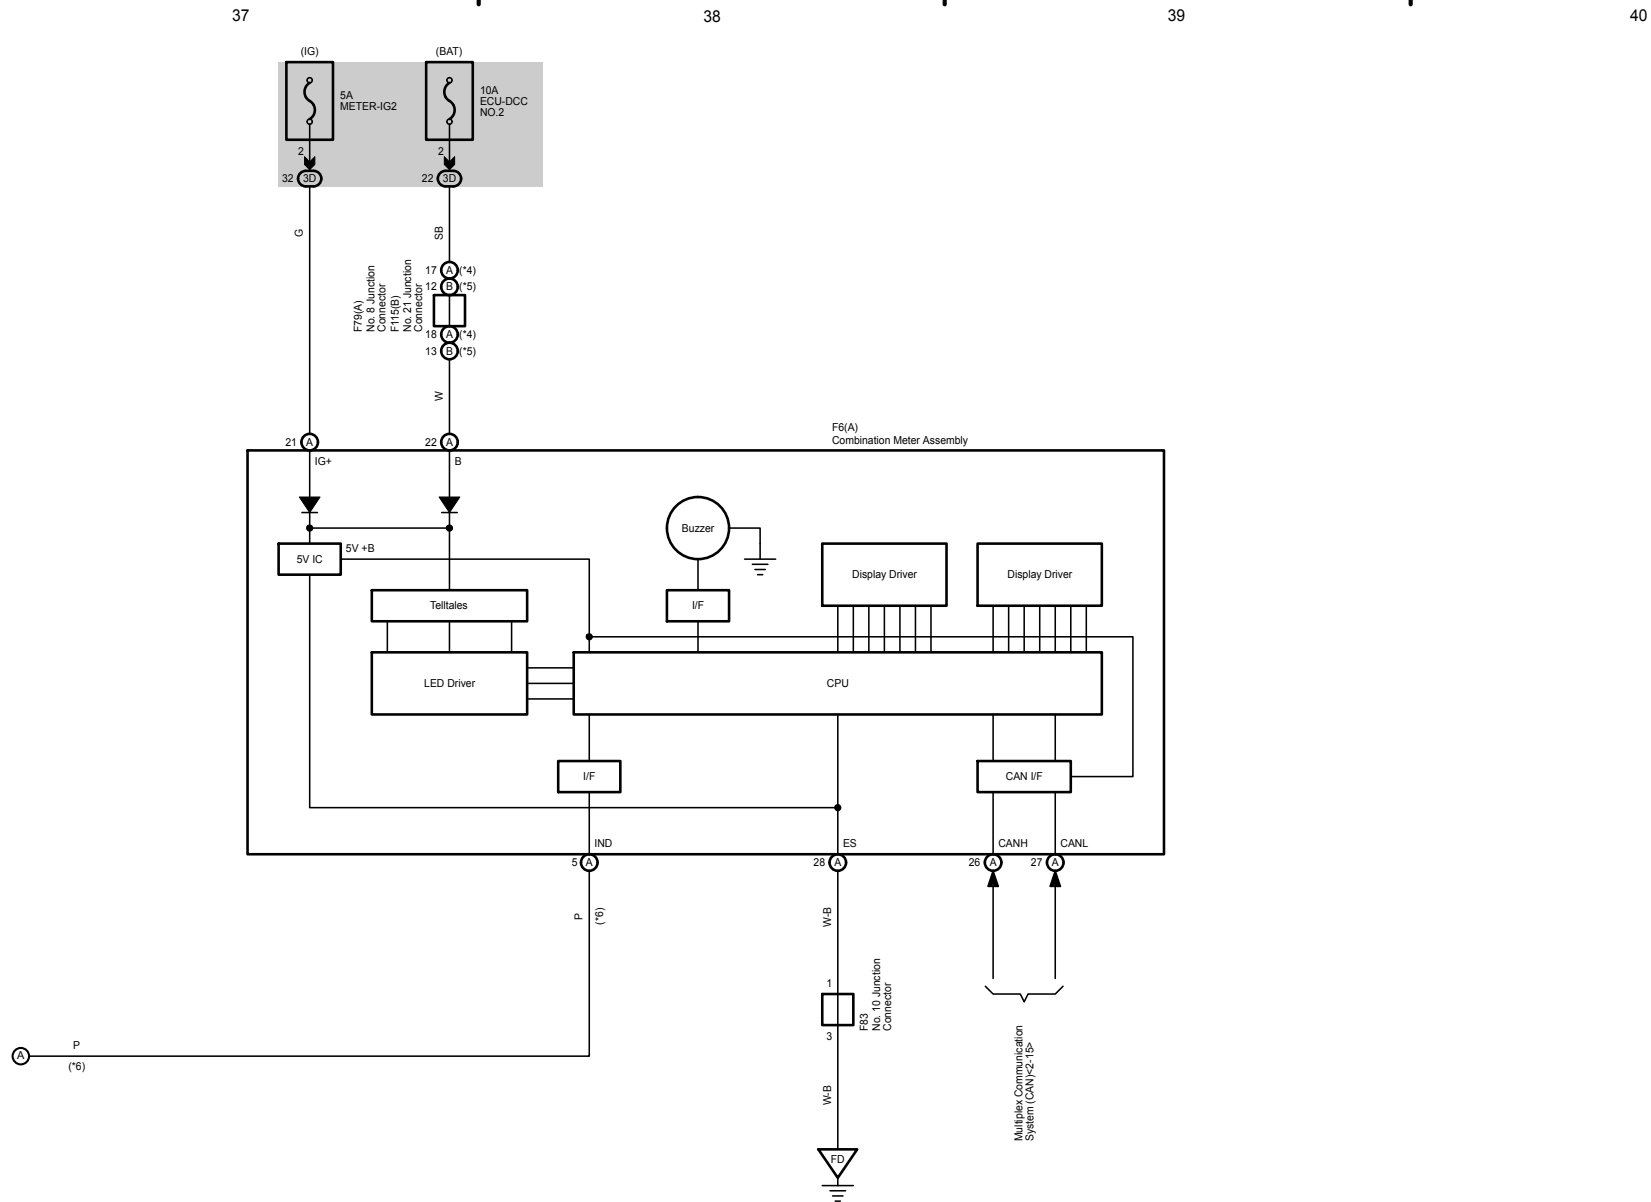 37
38
39
40
(IG)
(BAT)
5A
METER-IG2
10A
ECU-DCC
NO.2
2
2
32
3D
22
3D
G
SB
F79(A)
No. 8 Junction
Connector
F115(B)
No. 21 Junction
Connector
17
A
(*4)
12
B
(*5)
18
A
(*4)
13
B
(*5)
W
F6(A)
Combination Meter Assembly
21
A
22
A
IG+
B
Buzzer
5V +B
5V IC
Display Driver
Display Driver
Telltales
I/F
LED Driver
CPU
I/F
CAN I/F
IND
ES
CANH
CANL
5
A
28
A
26
A
27
A
P
(*6)
W-B
1
F83
No. 10 Junction
Connector
3
P
A
(*6)
Multiplex Communication
System (CAN)<2-15>
W-B
FD